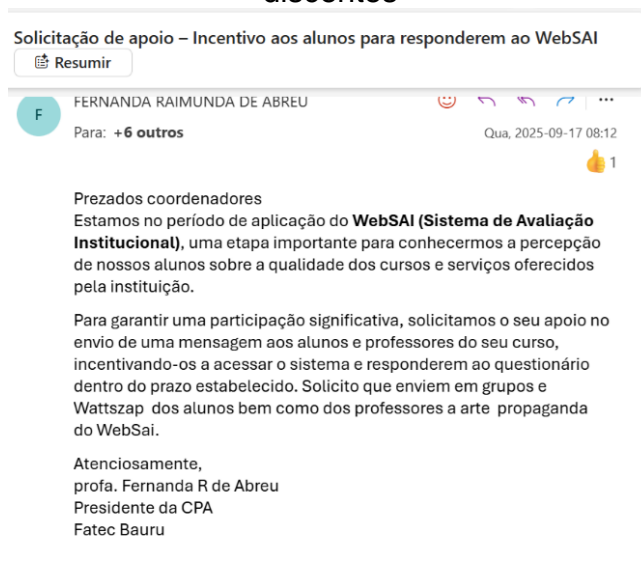 Solicitação de apoio – Incentivo aos alunos para responderem ao WebSAI
Resumir
F
FERNANDA RAIMUNDA DE ABREU
Para: +6 outros
Qua, 2025-09-17 08:12
1
Prezados coordenadores
Estamos no período de aplicação do WebSAI (Sistema de Avaliação
Institucional), uma etapa importante para conhecermos a percepção
de nossos alunos sobre a qualidade dos cursos e serviços oferecidos
pela instituição.
Para garantir uma participação significativa, solicitamos o seu apoio no
envio de uma mensagem aos alunos e professores do seu curso,
incentivando-os a acessar o sistema e responderem ao questionário
dentro do prazo estabelecido. Solicito que enviem em grupos e
Wattszap dos alunos bem como dos professores a arte propaganda
do WebSai.
Atenciosamente,
profa. Fernanda R de Abreu
Presidente da CPA
Fatec Bauru